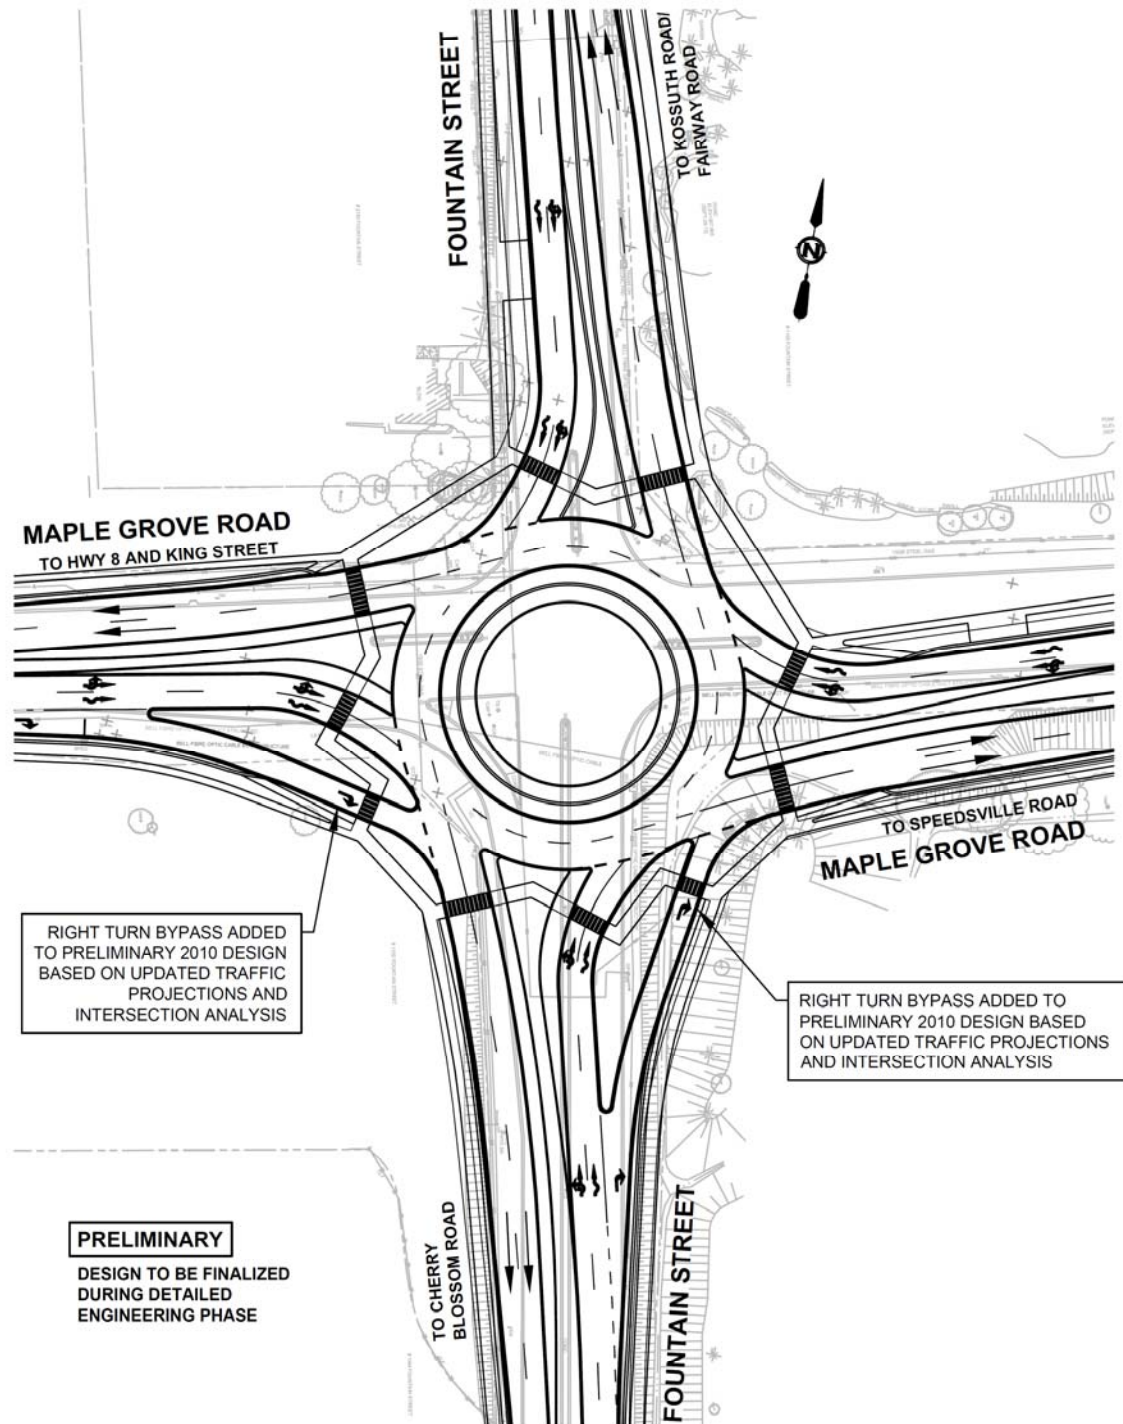 FOUNTAIN STREET
TO KOSSUTH ROAD/
FAIRWAY ROAD
N
MAPLE GROVE ROAD
TO HWY 8 AND KING STREET
TO SPEEDSVILLE ROAD
MAPLE GROVE ROAD
RIGHT TURN BYPASS ADDED
TO PRELIMINARY 2010 DESIGN
BASED ON UPDATED TRAFFIC
PROJECTIONS AND
INTERSECTION ANALYSIS
RIGHT TURN BYPASS ADDED TO
PRELIMINARY 2010 DESIGN BASED
ON UPDATED TRAFFIC PROJECTIONS
AND INTERSECTION ANALYSIS
PRELIMINARY
DESIGN TO BE FINALIZED
DURING DETAILED
ENGINEERING PHASE
TO CHERRY
BLOSSOM ROAD
FOUNTAIN STREET